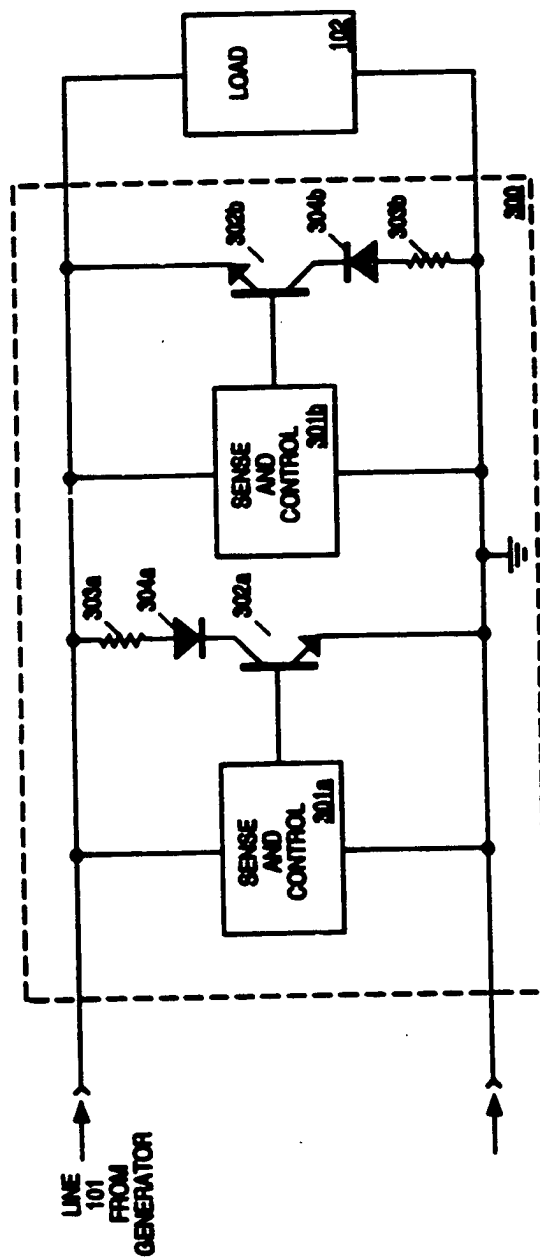 LINE
101
FROM
GENERATOR
303a
304a
302a
SENSE
AND
CONTROL
301a
SENSE
AND
CONTROL
301b
302b
304b
303b
300
LOAD
102